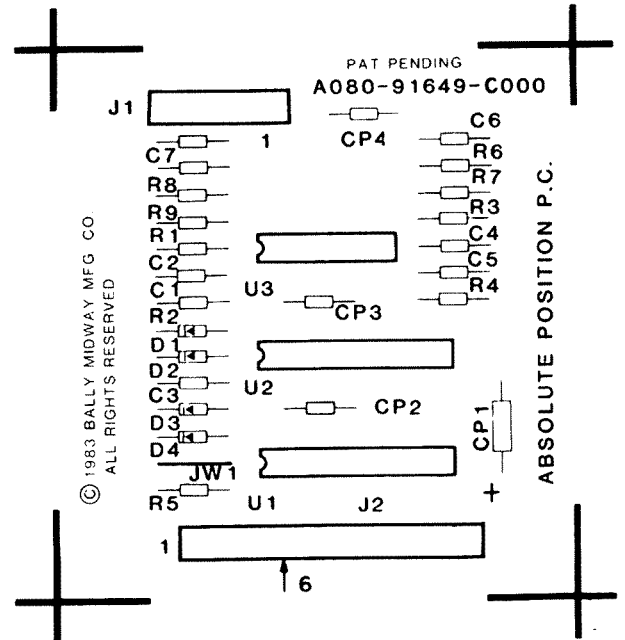 PAT PENDING
A080-91649-C000
J1
1
CP4
C6
C7
R6
R8
R7
R9
R3
R1
C4
C2
C5
C1
U3
R4
R2
CP3
D1
D2
U2
C3
CP2
CP1
D3
D4
JW1
R5
U1
J2
+
1
6
© 1983 BALLY MIDWAY MFG CO.
ALL RIGHTS RESERVED
ABSOLUTE POSITION P.C.